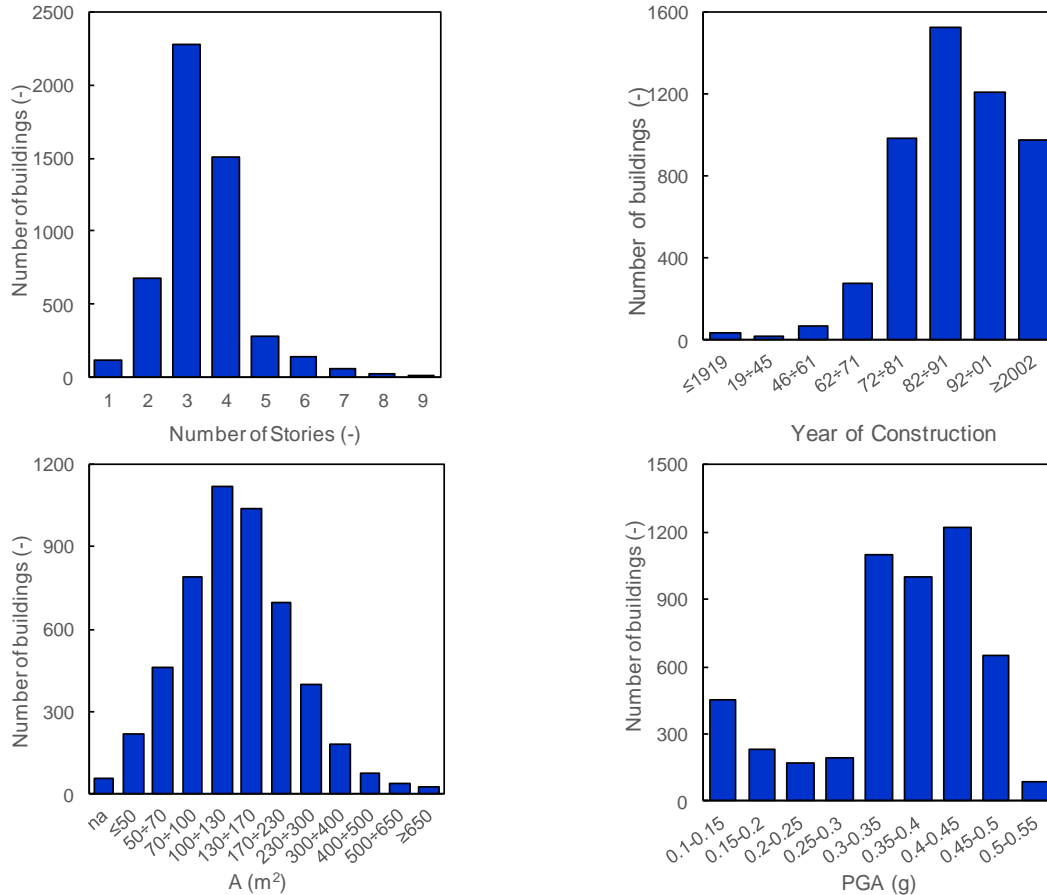 Number of buildings (-)
2500
2000
1500
1000
500
0
1 2 3 4 5 6 7 8 9
Number of Stories (-)
Number of buildings (-)
1600
1200
800
400
0
≤1919 19÷45 46÷61 62÷71 72÷81 82÷91 92÷01 ≥2002
Year of Construction
Number of buildings (-)
1200
900
600
300
0
na ≤50 50÷70 70÷100 100÷130 130÷170 170÷230 230÷300 300÷400 400÷500 500÷650 ≥650
A (m²)
Number of buildings (-)
1500
1200
900
600
300
0
0.1-0.15 0.15-0.2 0.2-0.25 0.25-0.3 0.3-0.35 0.35-0.4 0.4-0.45 0.45-0.5 0.5-0.55
PGA (g)